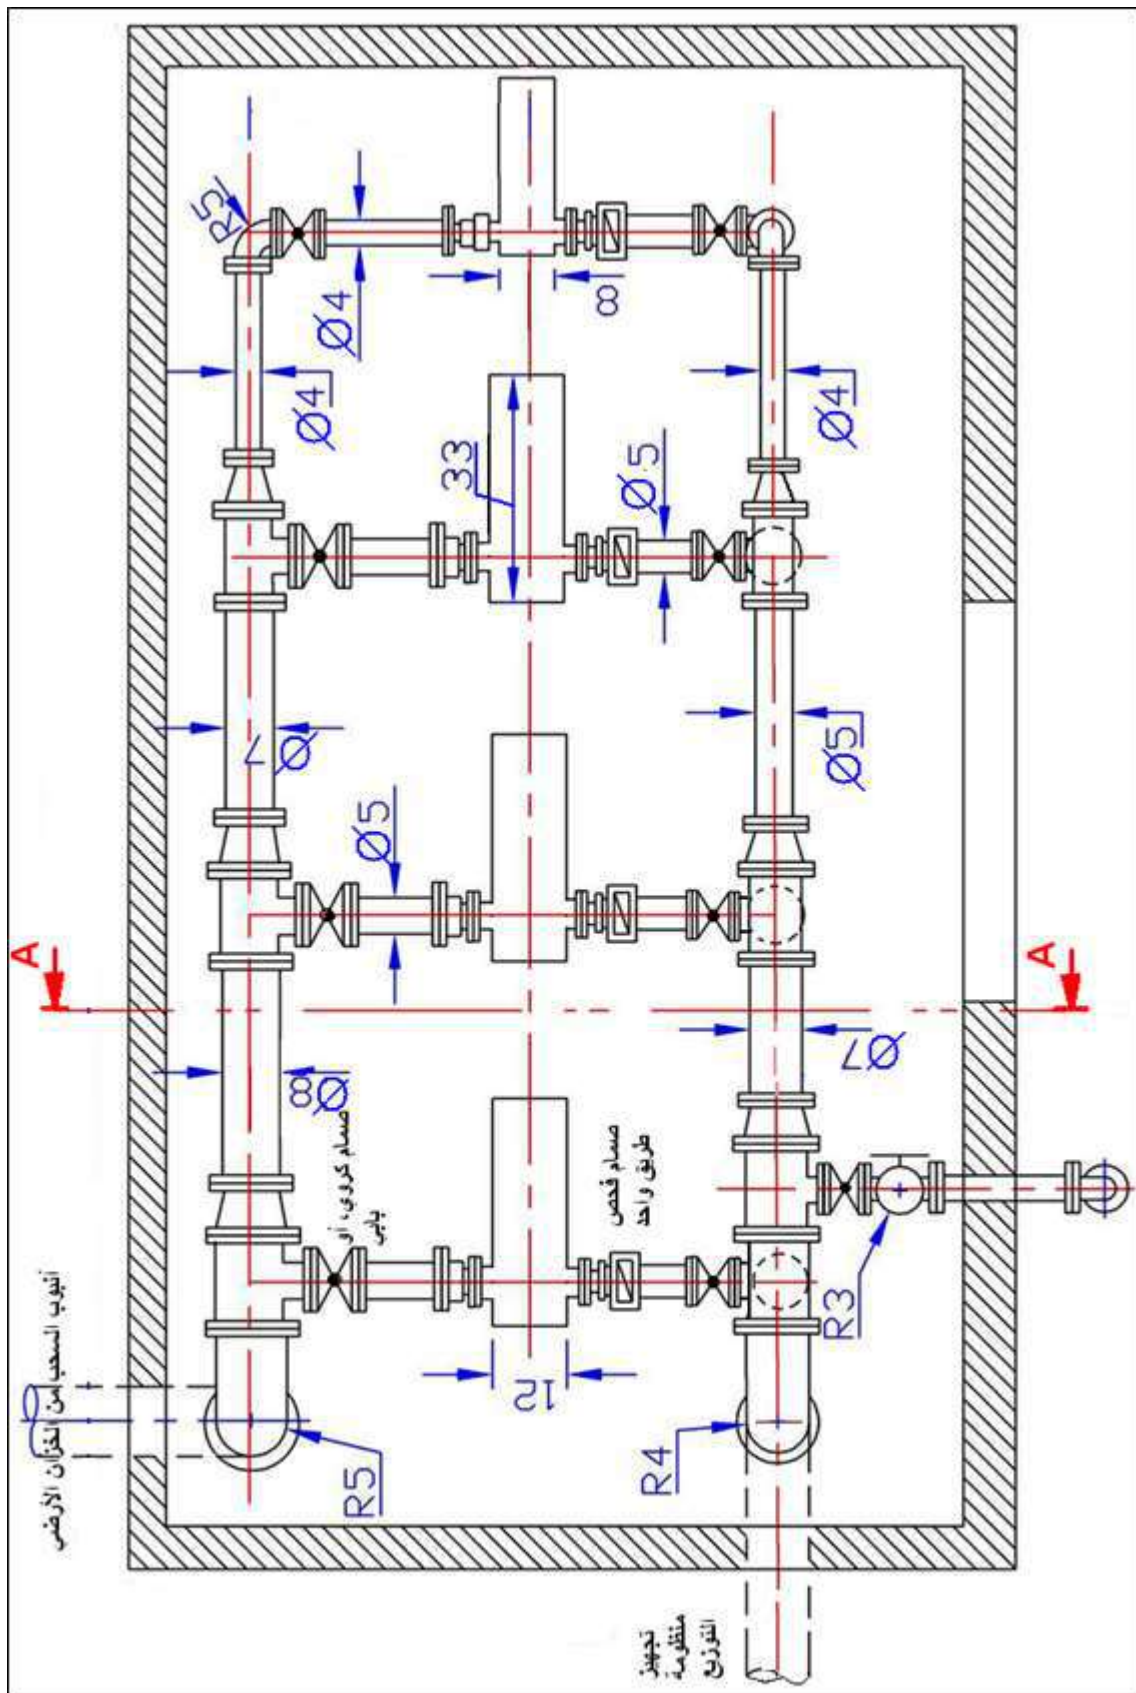 R5
Ø4
8
Ø4
Ø4
33
Ø5
Ø7
Ø5
Ø5
A
A
Ø8
Ø7
صمام كروي، أو
بابي
صمام فحص
طريق واحد
R3
أنبوب السحب من الخزان الأرضي
12
R5
R4
تجهيز
منظومة
التوزيع